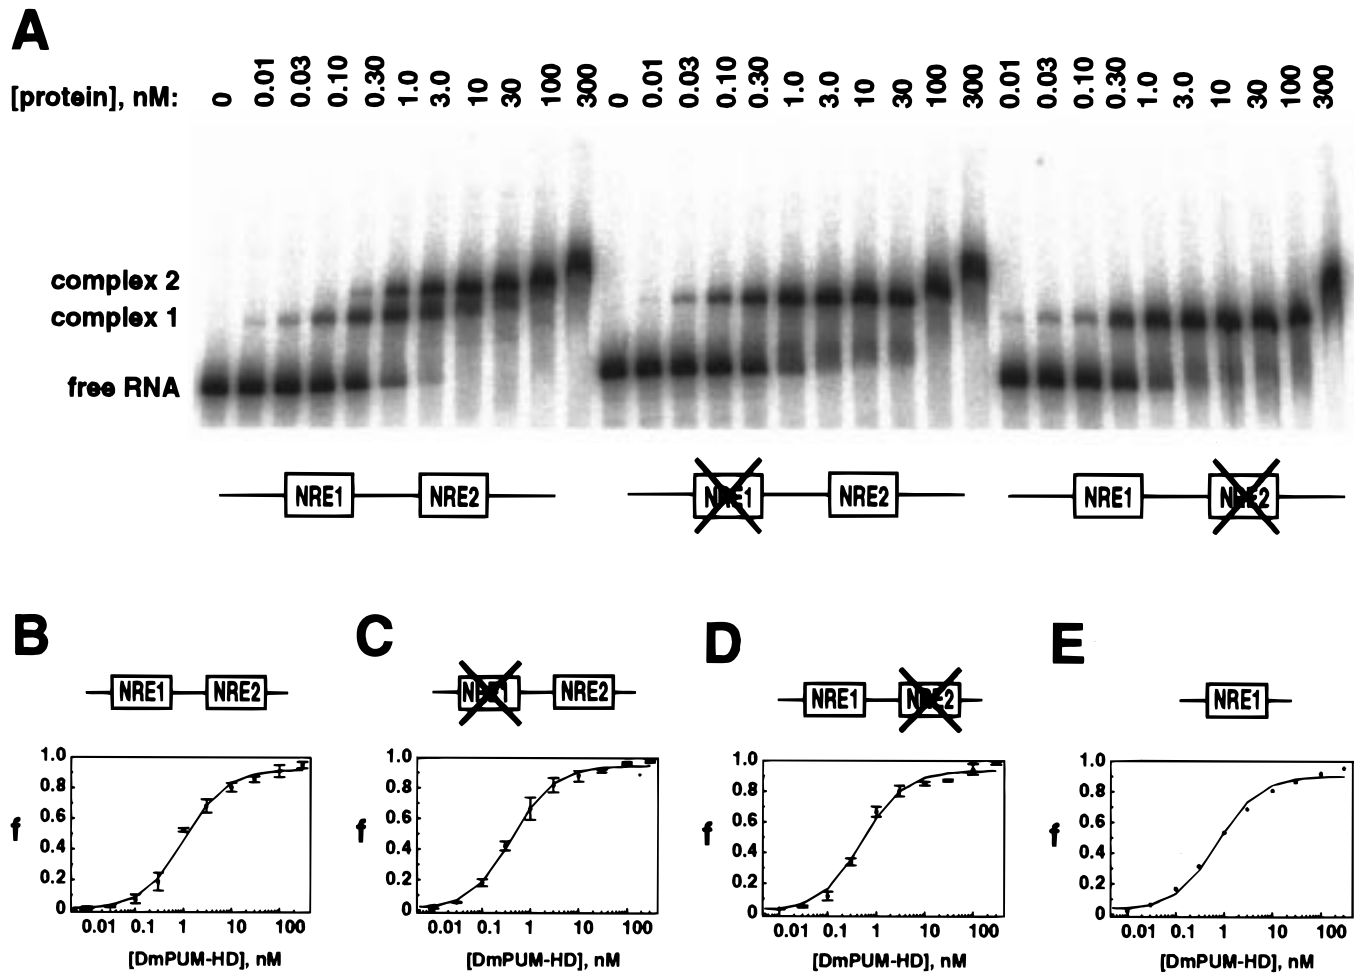 A
[protein], nM: 0 0.01 0.03 0.10 0.30 1.0 3.0 10 30 100 300 0 0.01 0.03 0.10 0.30 1.0 3.0 10 30 100 300 0.01 0.03 0.10 0.30 1.0 3.0 10 30 100 300
complex 2
complex 1
free RNA
NRE1 NRE2 NRE1 NRE2 NRE1 NRE2
B C D E
NRE1 NRE2 NRE1 NRE2 NRE1 NRE2 NRE1
1.0
0.8
0.6
f
0.4
0.2
0
0.01 0.1 1 10 100
[DmPUM-HD], nM
1.0
0.8
0.6
f
0.4
0.2
0
0.01 0.1 1 10 100
[DmPUM-HD], nM
1.0
0.8
0.6
f
0.4
0.2
0
0.01 0.1 1 10 100
[DmPUM-HD], nM
1.0
0.8
0.6
f
0.4
0.2
0
0.01 0.1 1 10 100
[DmPUM-HD], nM